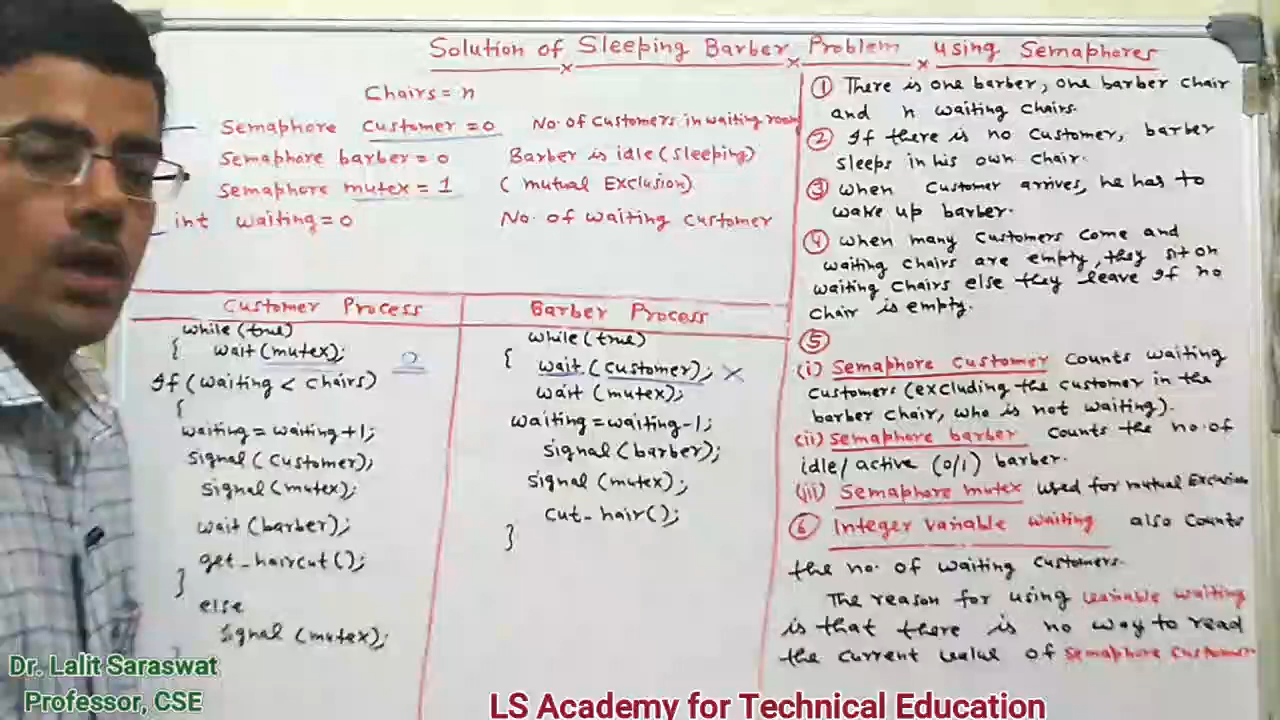 Solution of Sleeping Barber Problem using Semaphores
Chairs = n
Semaphore customer = 0 No. of customers in waiting room
Semaphore barber = 0 Barber is idle (sleeping)
Semaphore mutex = 1 (mutual Exclusion)
int waiting = 0 No. of waiting customer
Customer Process
while (true)
{ wait (mutex);
2
If (waiting < chairs)
{
waiting = waiting + 1;
signal (customer);
signal (mutex);
wait (barber);
get_haircut ();
}
else
signal (mutex);
Barber Process
while (true)
{ wait (customer); x
wait (mutex);
waiting = waiting - 1;
signal (barber);
signal (mutex);
cut_hair ();
}
① There is one barber, one barber chair
and n waiting chairs.
② If there is no customer, barber
sleeps in his own chair.
③ when customer arrives, he has to
wake up barber.
④ when many customers come and
waiting chairs are empty, they sit on
waiting chairs else they leave if no
chair is empty.
⑤
(i) Semaphore customer counts waiting
customers (excluding the customer in the
barber chair, who is not waiting).
(ii) Semaphore barber counts the no. of
idle/active (0/1) barber.
(iii) Semaphore mutex used for mutual
⑥ Integer variable waiting also counts
the no. of waiting customers.
The reason for using variable waiting
is that there is no way to read
the current value of semaphore customer.
Dr. Lalit Saraswat
Professor, CSE
LS Academy for Technical Education